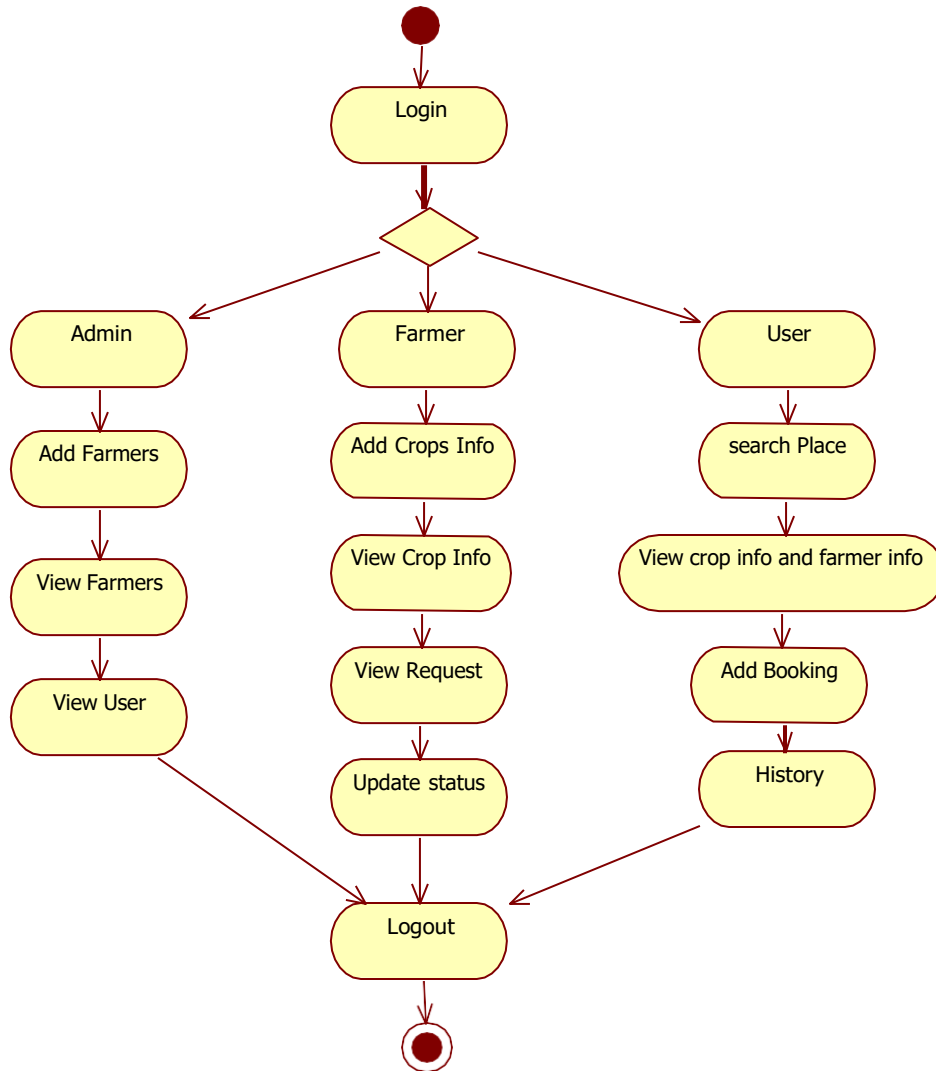 Login
Admin
Farmer
User
Add Farmers
Add Crops Info
search Place
View Farmers
View Crop Info
View crop info and farmer info
View User
View Request
Add Booking
Update status
History
Logout